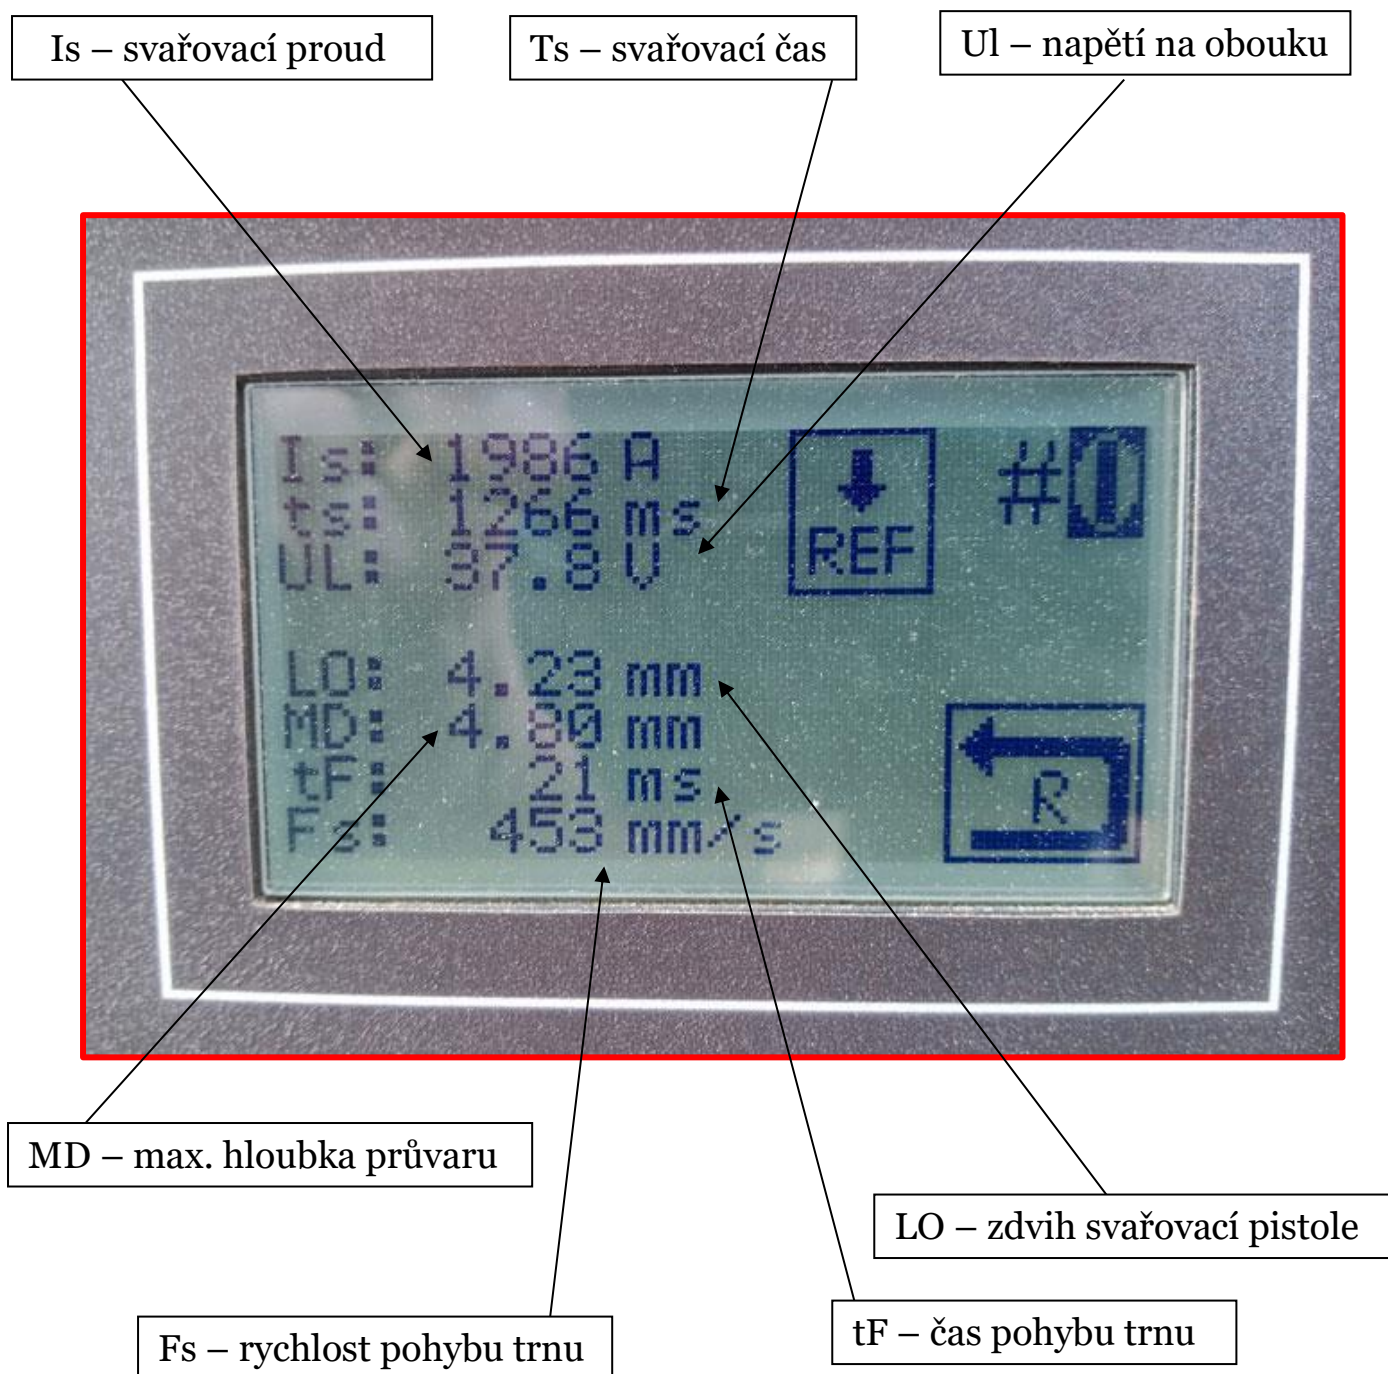 Is – svařovací proud
Ts – svařovací čas
Ul – napětí na obouku
Is: 1986 A
ts: 1266 ms
UL: 37.8 V
REF
#0
LO: 4.23 mm
MD: 4.80 mm
tF: 21 ms
Fs: 453 mm/s
R
MD – max. hloubka průvaru
LO – zdvih svařovací pistole
Fs – rychlost pohybu trnu
tF – čas pohybu trnu